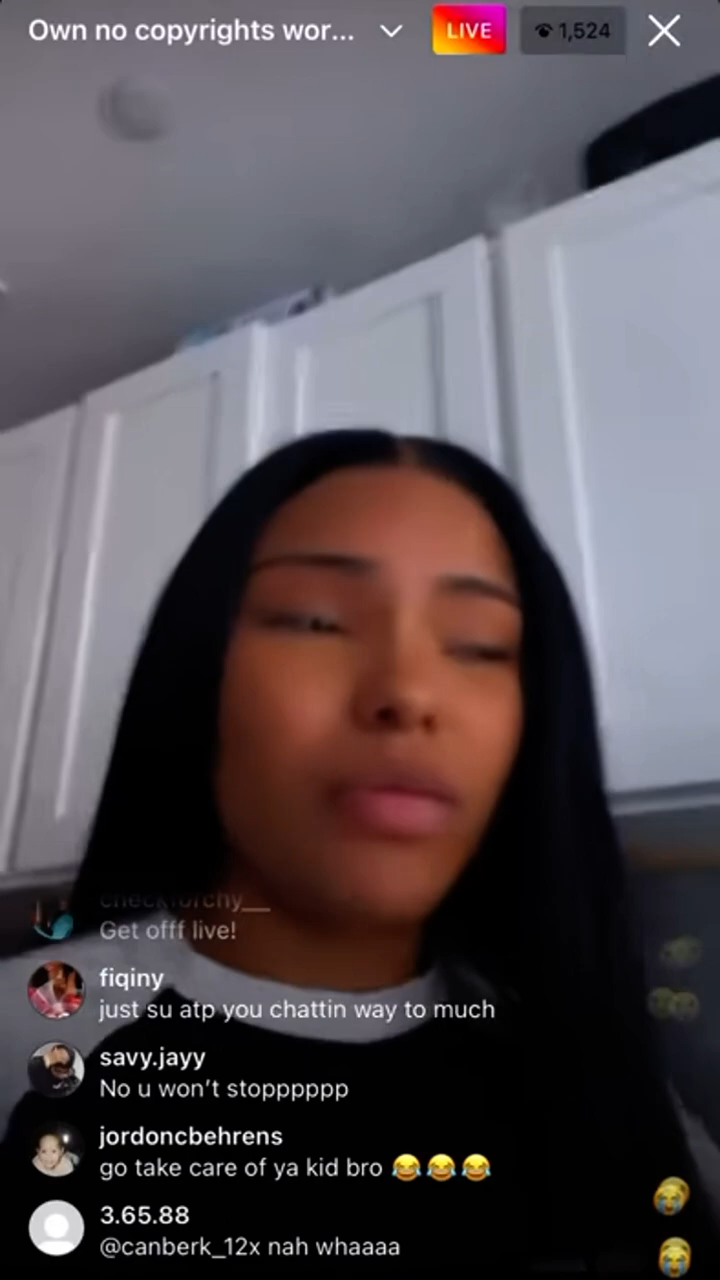 Own no copyrights wor...
LIVE
1,524
checkforchy__
Get offf live!
fiqiny
just su atp you chattin way to much
savy.jayy
No u won't stopppppp
jordoncbehrens
go take care of ya kid bro 😂😂😂
3.65.88
@canberk_12x nah whaaaa